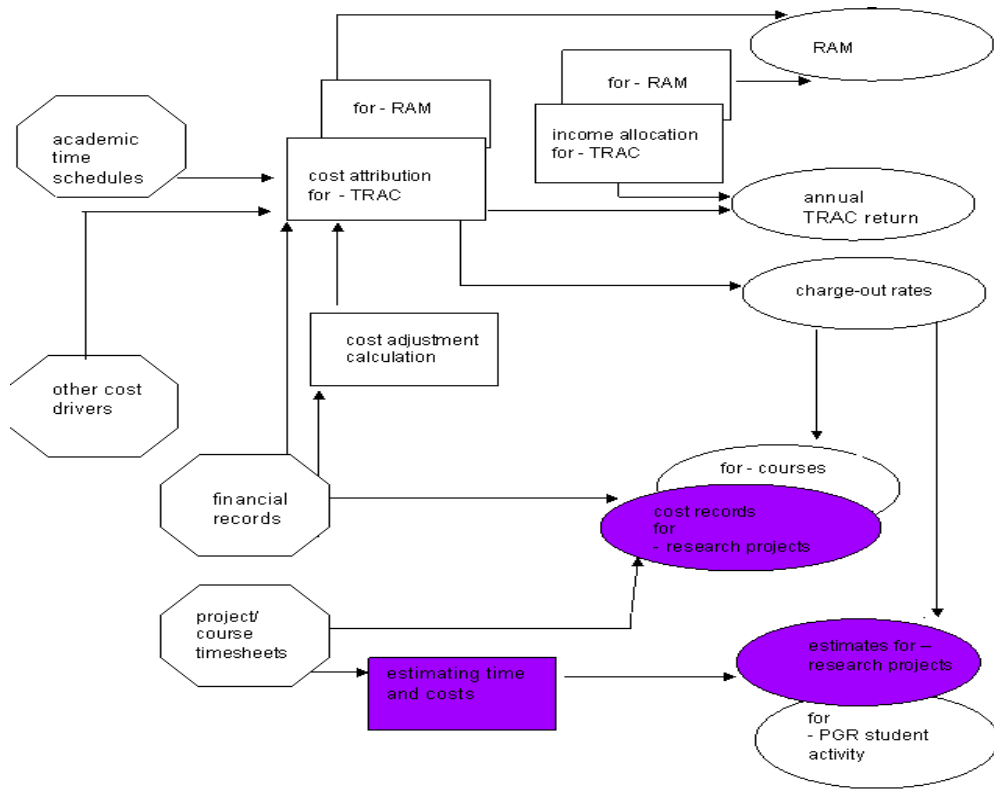 RAM
for - RAM
for - RAM
academic
time
schedules
income allocation
for - TRAC
cost attribution
for - TRAC
annual
TRAC return
charge-out rates
cost adjustment
calculation
other cost
drivers
for - courses
financial
records
cost records
for
- research projects
project/
course
timesheets
estimates for –
research projects
estimating time
and costs
for
- PGR student
activity